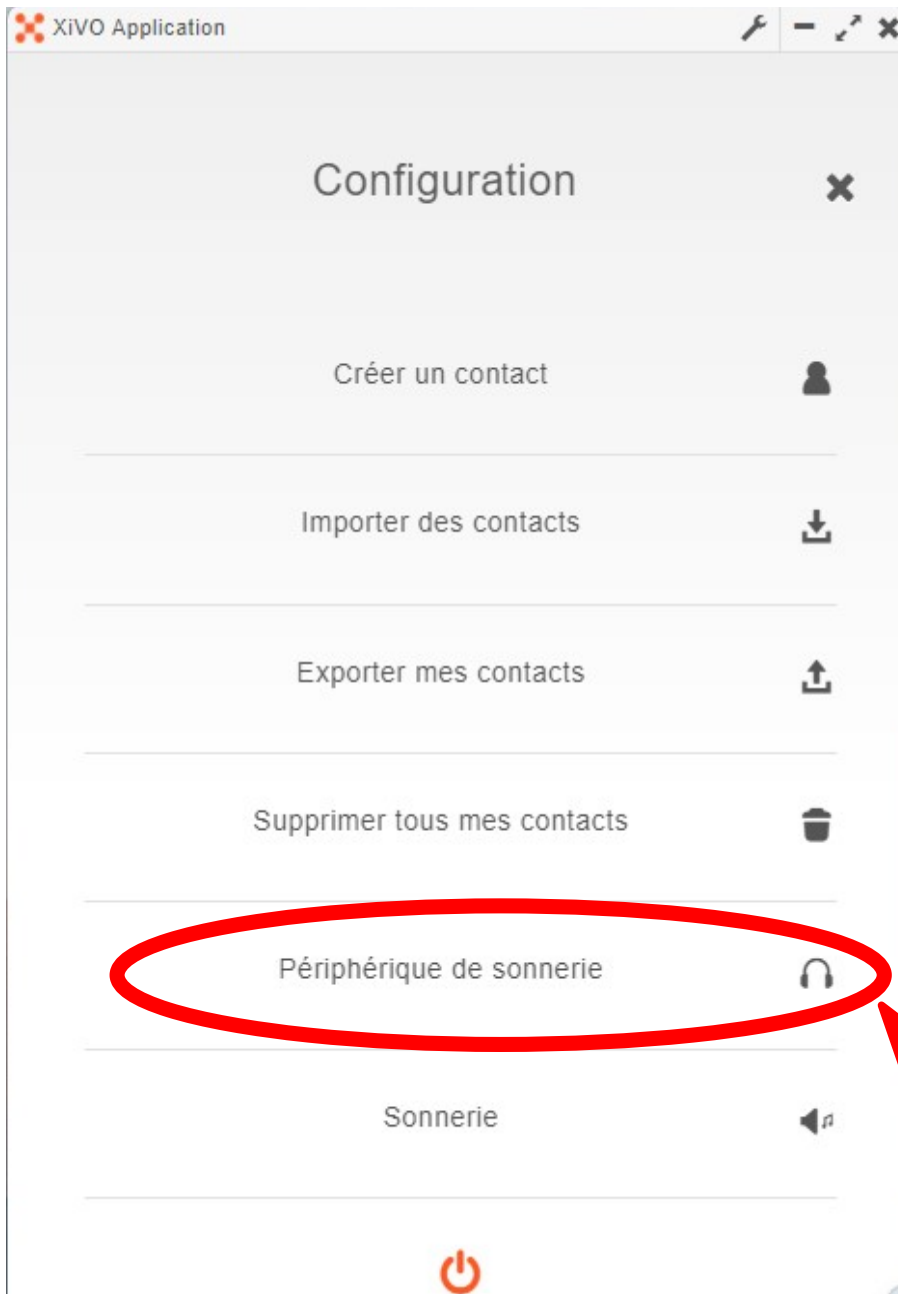 XiVO Application
Configuration
Créer un contact
Importer des contacts
Exporter mes contacts
Supprimer tous mes contacts
Périphérique de sonnerie
Sonnerie